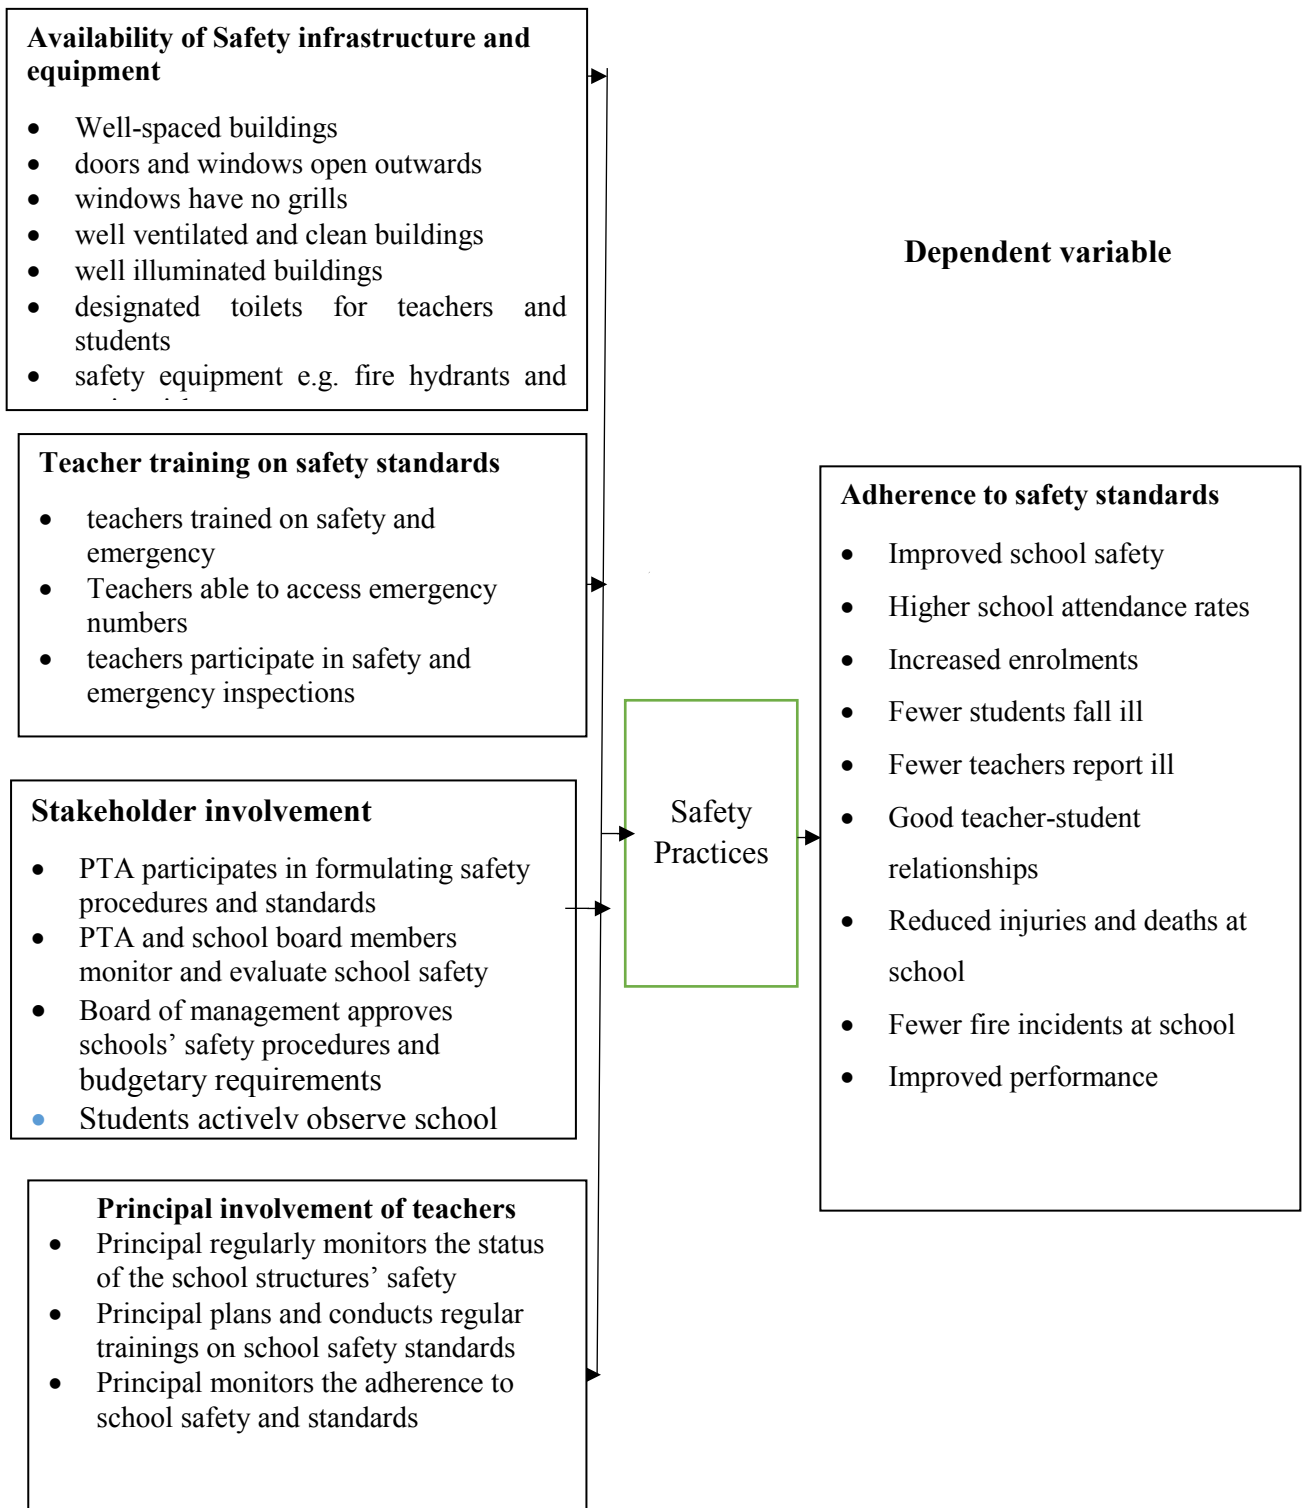 Availability of Safety infrastructure and
equipment
• Well-spaced buildings
• doors and windows open outwards
• windows have no grills
• well ventilated and clean buildings
• well illuminated buildings
• designated toilets for teachers and
students
• safety equipment e.g. fire hydrants and
Dependent variable
Teacher training on safety standards
• teachers trained on safety and
emergency
• Teachers able to access emergency
numbers
• teachers participate in safety and
emergency inspections
Stakeholder involvement
• PTA participates in formulating safety
procedures and standards
• PTA and school board members
monitor and evaluate school safety
• Board of management approves
schools’ safety procedures and
budgetary requirements
• Students actively observe school
Principal involvement of teachers
• Principal regularly monitors the status
of the school structures’ safety
• Principal plans and conducts regular
trainings on school safety standards
• Principal monitors the adherence to
school safety and standards
Safety
Practices
Adherence to safety standards
• Improved school safety
• Higher school attendance rates
• Increased enrolments
• Fewer students fall ill
• Fewer teachers report ill
• Good teacher-student
relationships
• Reduced injuries and deaths at
school
• Fewer fire incidents at school
• Improved performance